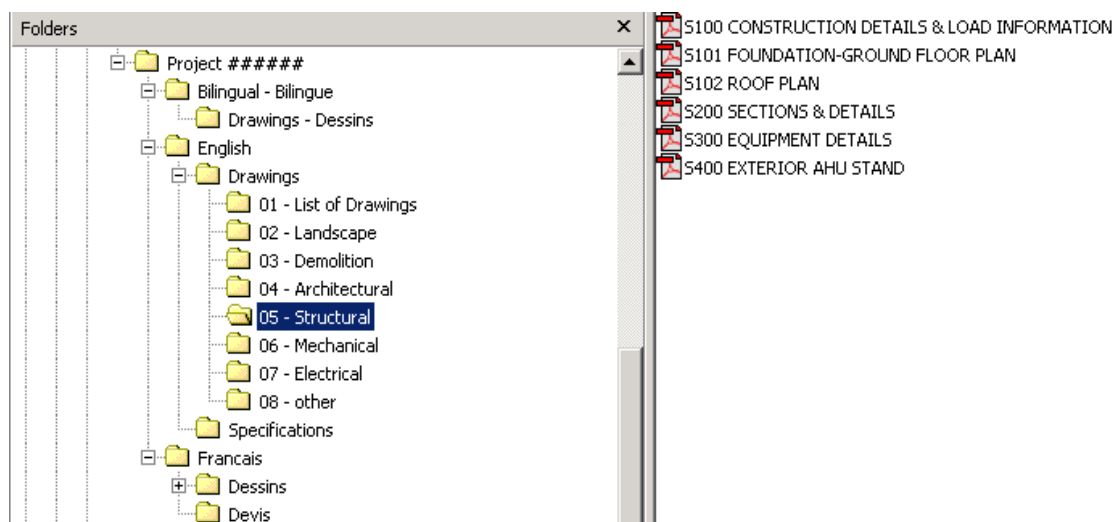 Folders
Project ######
Bilingual - Bilingue
Drawings - Dessins
English
Drawings
01 - List of Drawings
02 - Landscape
03 - Demolition
04 - Architectural
05 - Structural
06 - Mechanical
07 - Electrical
08 - other
Specifications
Francais
Dessins
Devis
S100 CONSTRUCTION DETAILS & LOAD INFORMATION
S101 FOUNDATION-GROUND FLOOR PLAN
S102 ROOF PLAN
S200 SECTIONS & DETAILS
S300 EQUIPMENT DETAILS
S400 EXTERIOR AHU STAND